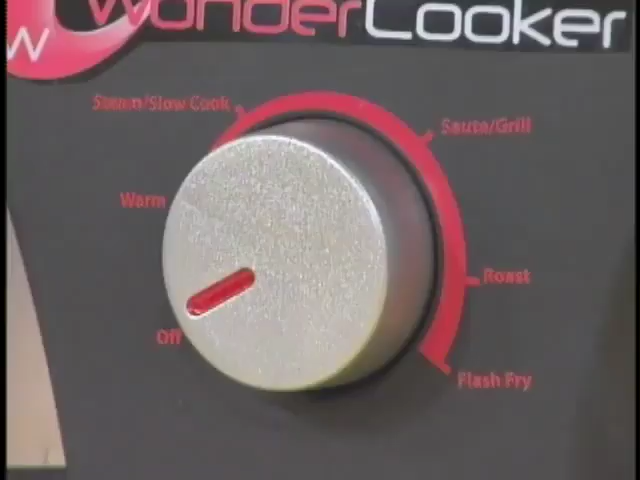 W WonderCooker
Steam/Slow Cook
Saute/Grill
Warm
Roast
Off
Flash Fry